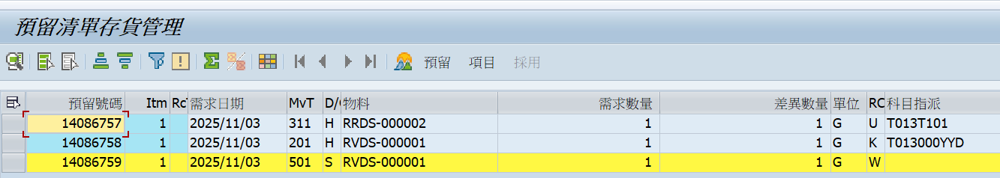 預留清單存貨管理
預留 項目 採用
預留號碼 Itm RcT 需求日期 MvT D/C 物料 需求數量 差異數量 單位 RC 科目指派
14086757 1 2025/11/03 311 H RRDS-000002 1 1 G U T013T101
14086758 1 2025/11/03 201 H RVDS-000001 1 1 G K T013000YYD
14086759 1 2025/11/03 501 S RVDS-000001 1 1 G W